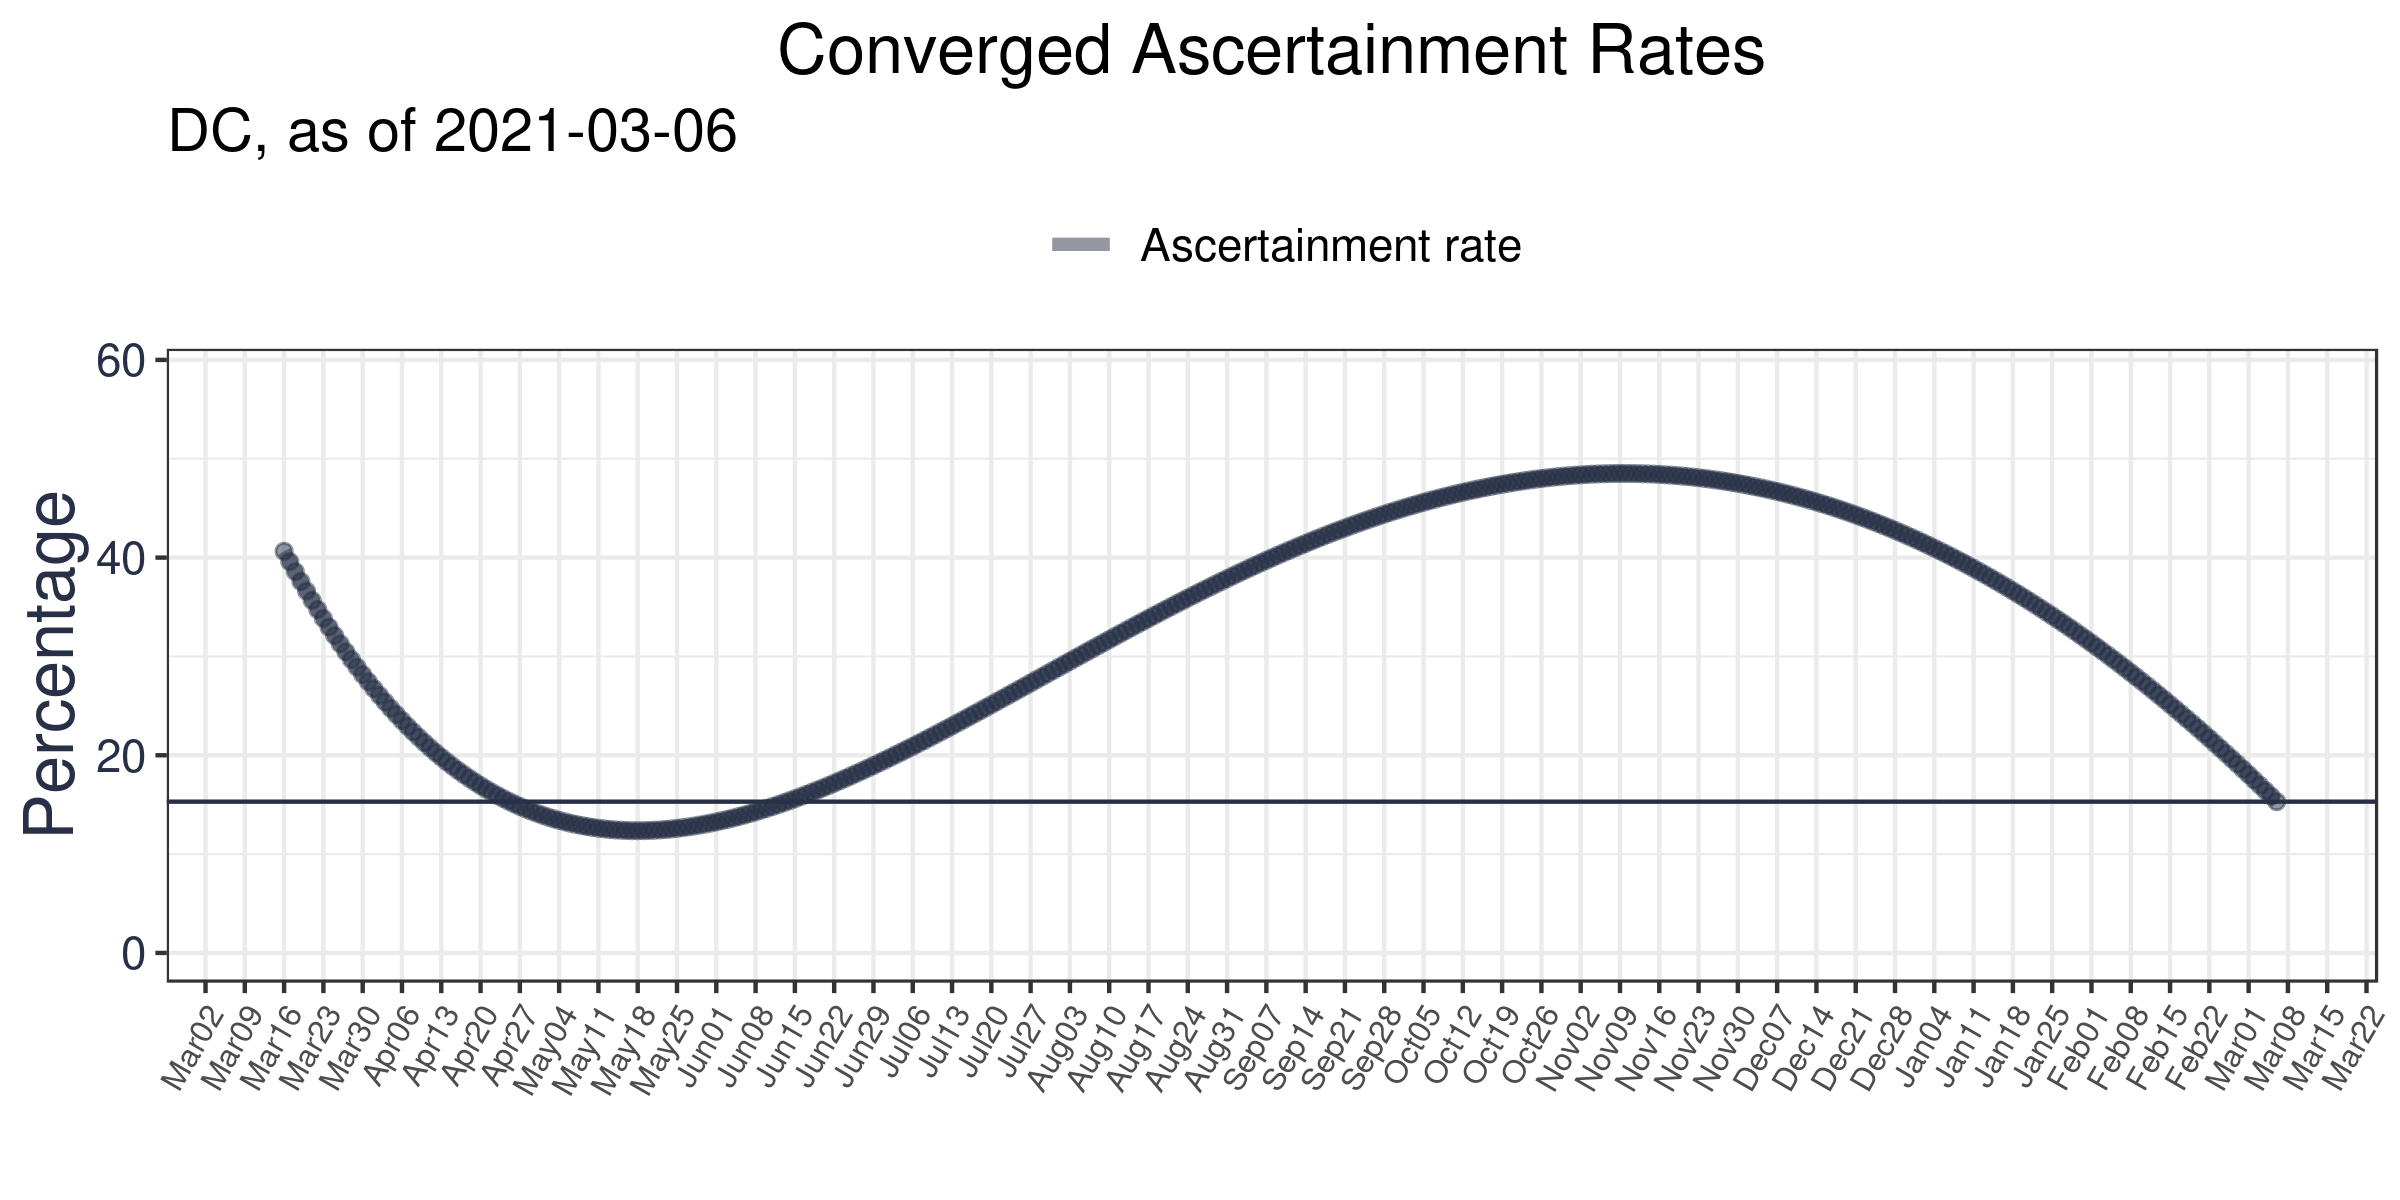 Converged Ascertainment Rates
DC, as of 2021-03-06
Ascertainment rate
Percentage
60
40
20
0
Mar02 Mar09 Mar16 Mar23 Mar30 Apr06 Apr13 Apr20 Apr27 May04 May11 May18 May25 Jun01 Jun08 Jun15 Jun22 Jun29 Jul06 Jul13 Jul20 Jul27 Aug03 Aug10 Aug17 Aug24 Aug31 Sep07 Sep14 Sep21 Sep28 Oct05 Oct12 Oct19 Oct26 Nov02 Nov09 Nov16 Nov23 Nov30 Dec07 Dec14 Dec21 Dec28 Jan04 Jan11 Jan18 Jan25 Feb01 Feb08 Feb15 Feb22 Mar01 Mar08 Mar15 Mar22